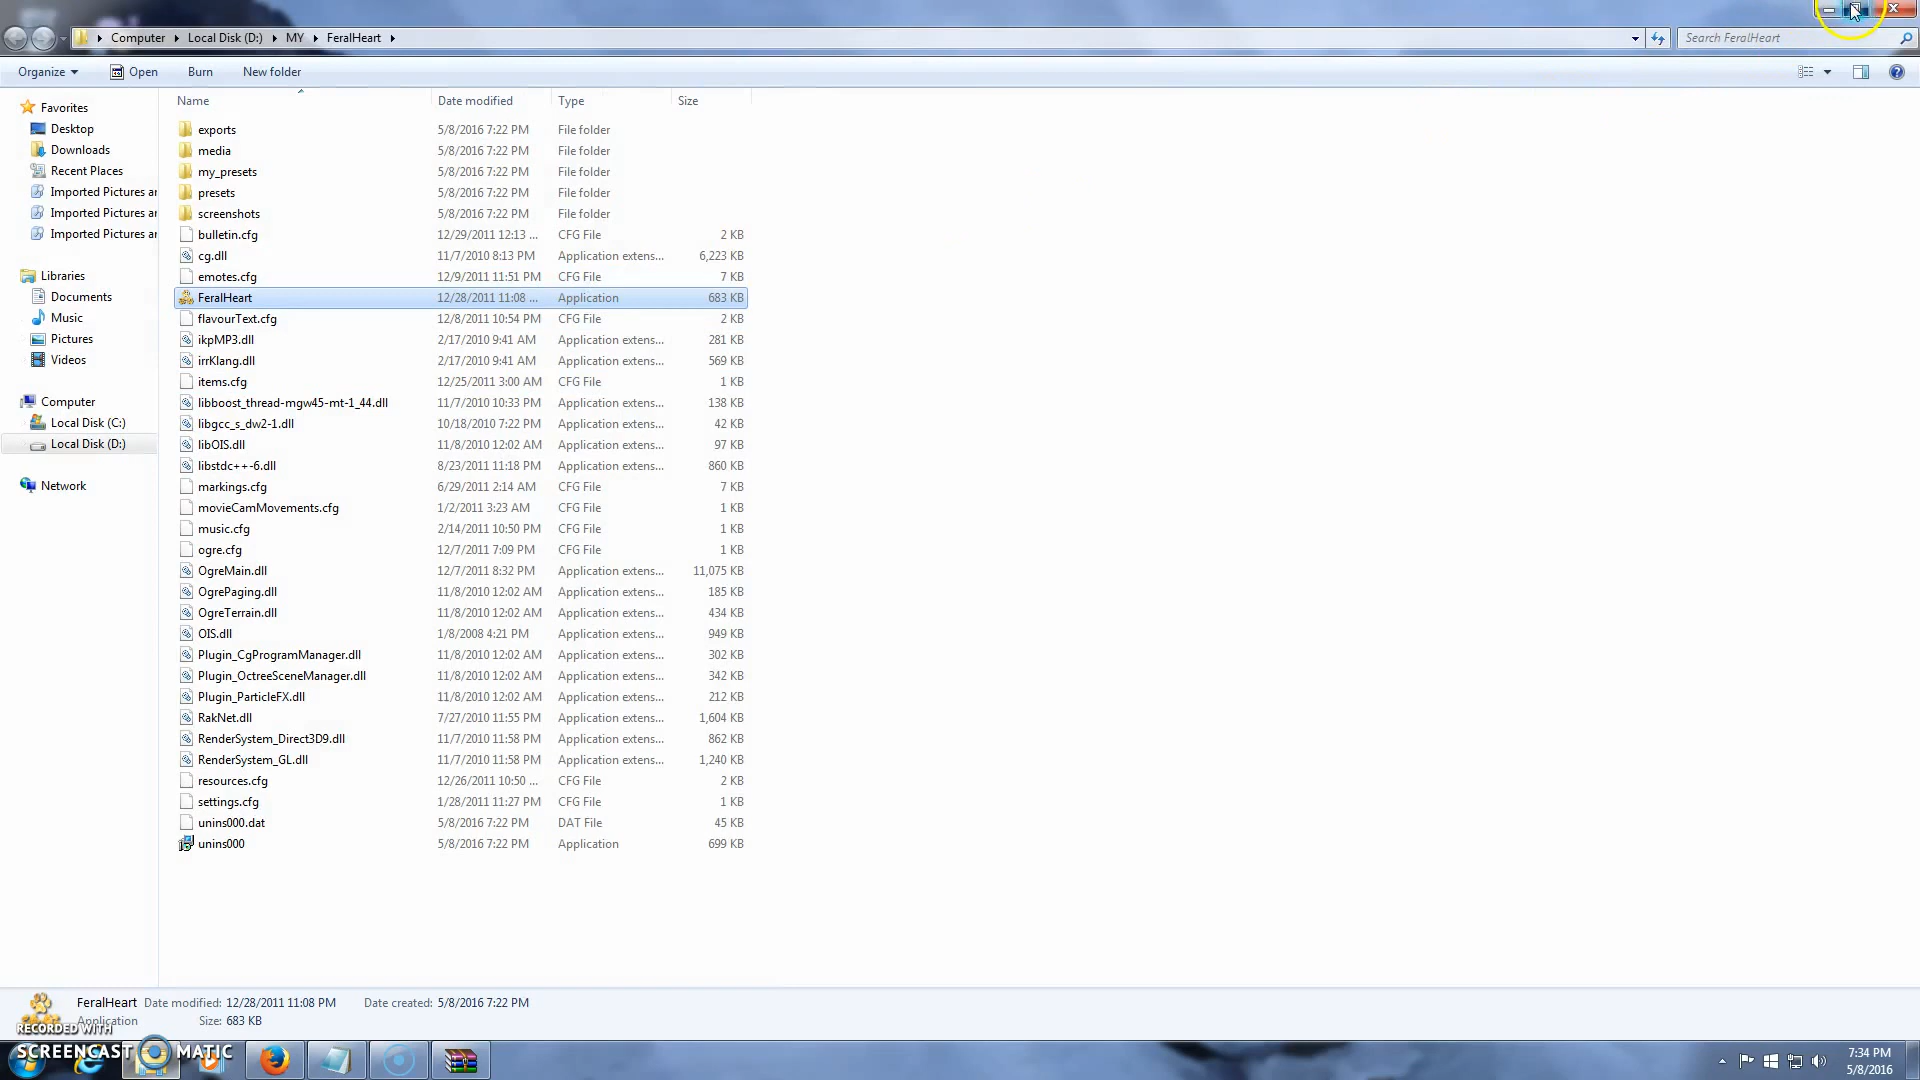 Computer Local Disk (D:) MY FeralHeart Search FeralHeart
Organize Open Burn New folder
Favorites
Desktop
Downloads
Recent Places
Imported Pictures ar
Imported Pictures ar
Imported Pictures ar
Libraries
Documents
Music
Pictures
Videos
Computer
Local Disk (C:)
Local Disk (D:)
Network
Name Date modified Type Size
exports 5/8/2016 7:22 PM File folder
media 5/8/2016 7:22 PM File folder
my_presets 5/8/2016 7:22 PM File folder
presets 5/8/2016 7:22 PM File folder
screenshots 5/8/2016 7:22 PM File folder
bulletin.cfg 12/29/2011 12:13 ... CFG File 2 KB
cg.dll 11/7/2010 8:13 PM Application extens... 6,223 KB
emotes.cfg 12/9/2011 11:51 PM CFG File 7 KB
FeralHeart 12/28/2011 11:08 ... Application 683 KB
flavourText.cfg 12/8/2011 10:54 PM CFG File 2 KB
ikpMP3.dll 2/17/2010 9:41 AM Application extens... 281 KB
irrKlang.dll 2/17/2010 9:41 AM Application extens... 569 KB
items.cfg 12/25/2011 3:00 AM CFG File 1 KB
libboost_thread-mgw45-mt-1_44.dll 11/7/2010 10:33 PM Application extens... 138 KB
libgcc_s_dw2-1.dll 10/18/2010 7:22 PM Application extens... 42 KB
libOIS.dll 11/8/2010 12:02 AM Application extens... 97 KB
libstdc++-6.dll 8/23/2011 11:18 PM Application extens... 860 KB
markings.cfg 6/29/2011 2:14 AM CFG File 7 KB
movieCamMovements.cfg 1/2/2011 3:23 AM CFG File 1 KB
music.cfg 2/14/2011 10:50 PM CFG File 1 KB
ogre.cfg 12/7/2011 7:09 PM CFG File 1 KB
OgreMain.dll 12/7/2011 8:32 PM Application extens... 11,075 KB
OgrePaging.dll 11/8/2010 12:02 AM Application extens... 185 KB
OgreTerrain.dll 11/8/2010 12:02 AM Application extens... 434 KB
OIS.dll 1/8/2008 4:21 PM Application extens... 949 KB
Plugin_CgProgramManager.dll 11/8/2010 12:02 AM Application extens... 302 KB
Plugin_OctreeSceneManager.dll 11/8/2010 12:02 AM Application extens... 342 KB
Plugin_ParticleFX.dll 11/8/2010 12:02 AM Application extens... 212 KB
RakNet.dll 7/27/2010 11:55 PM Application extens... 1,604 KB
RenderSystem_Direct3D9.dll 11/7/2010 11:58 PM Application extens... 862 KB
RenderSystem_GL.dll 11/7/2010 11:58 PM Application extens... 1,240 KB
resources.cfg 12/26/2011 10:50 ... CFG File 2 KB
settings.cfg 1/28/2011 11:27 PM CFG File 1 KB
unins000.dat 5/8/2016 7:22 PM DAT File 45 KB
unins000 5/8/2016 7:22 PM Application 699 KB
FeralHeart Date modified: 12/28/2011 11:08 PM Date created: 5/8/2016 7:22 PM
Application Size: 683 KB
RECORDED WITH
SCREENCAST MATIC
7:34 PM
5/8/2016